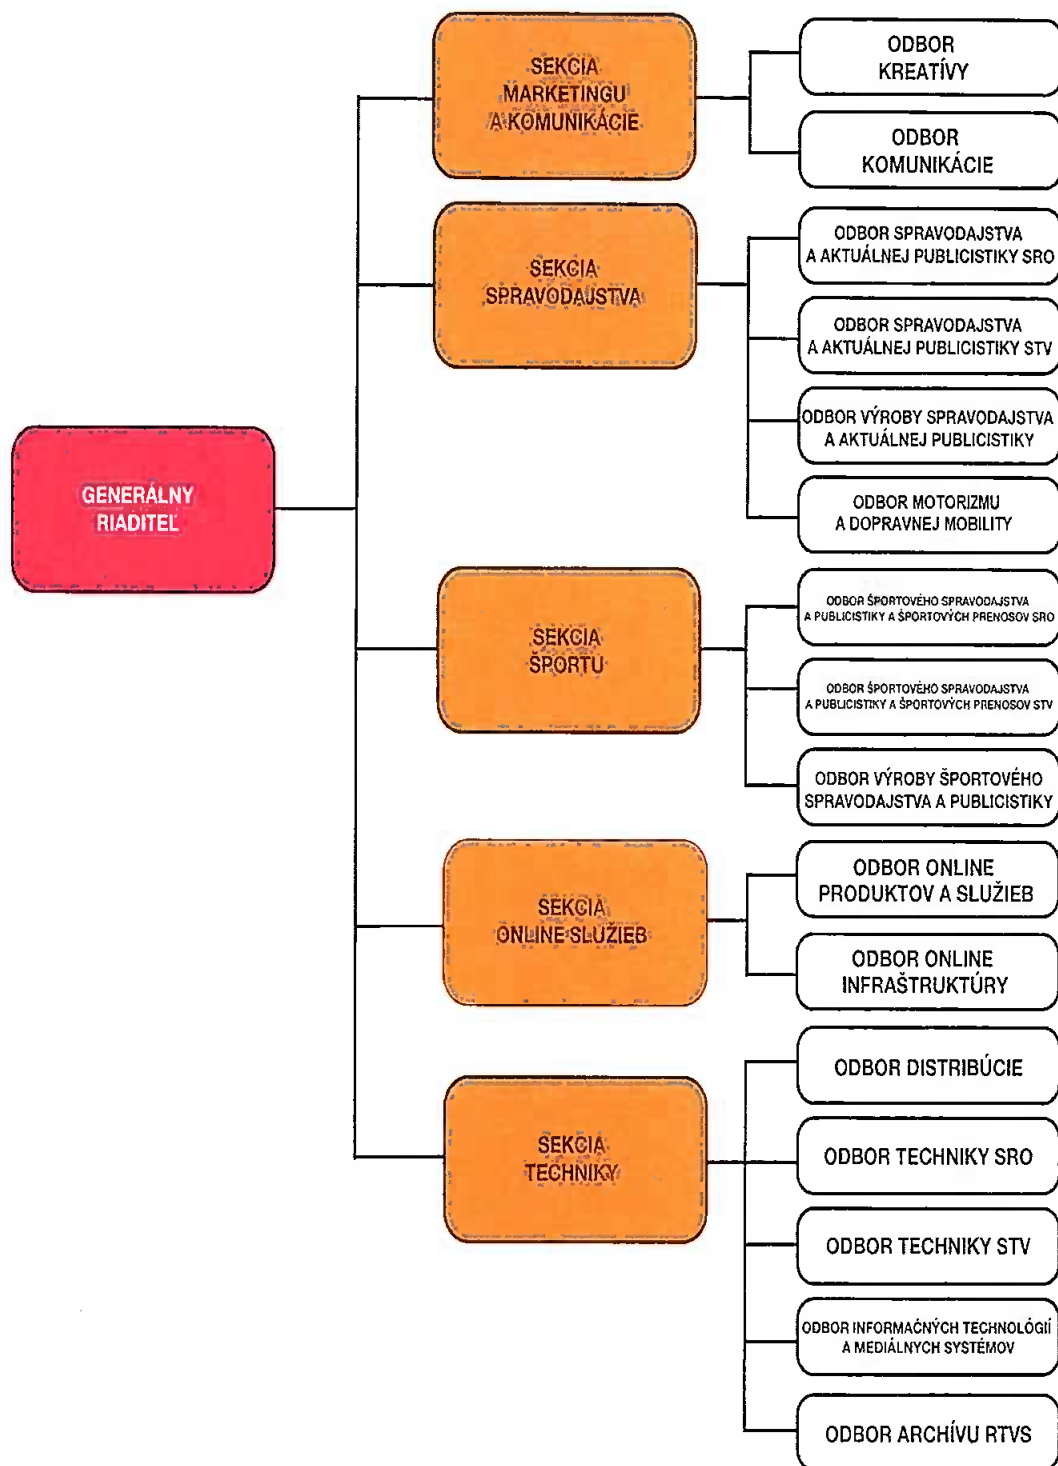 GENERÁLNY
RIADITEĽ
SEKCIA
MARKETINGU
A KOMUNIKÁCIE
ODBOR
KREATÍVY
ODBOR
KOMUNIKÁCIE
SEKCIA
SPRAVODAJSTVA
ODBOR SPRAVODAJSTVA
A AKTUÁLNEJ PUBLICISTIKY SRO
ODBOR SPRAVODAJSTVA
A AKTUÁLNEJ PUBLICISTIKY STV
ODBOR VÝROBY SPRAVODAJSTVA
A AKTUÁLNEJ PUBLICISTIKY
ODBOR MOTORIZMU
A DOPRAVNEJ MOBILITY
SEKCIA
ŠPORTU
ODBOR ŠPORTOVÉHO SPRAVODAJSTVA
A PUBLICISTIKY A ŠPORTOVÝCH PRENOSOV SRO
ODBOR ŠPORTOVÉHO SPRAVODAJSTVA
A PUBLICISTIKY A ŠPORTOVÝCH PRENOSOV STV
ODBOR VÝROBY ŠPORTOVÉHO
SPRAVODAJSTVA A PUBLICISTIKY
SEKCIA
ONLINE SLUŽIEB
ODBOR ONLINE
PRODUKTOV A SLUŽIEB
ODBOR ONLINE
INFRAŠTRUKTÚRY
SEKCIA
TECHNIKY
ODBOR DISTRIBÚCIE
ODBOR TECHNIKY SRO
ODBOR TECHNIKY STV
ODBOR INFORMAČNÝCH TECHNOLÓGIÍ
A MEDIÁLNYCH SYSTÉMOV
ODBOR ARCHÍVU RTVS